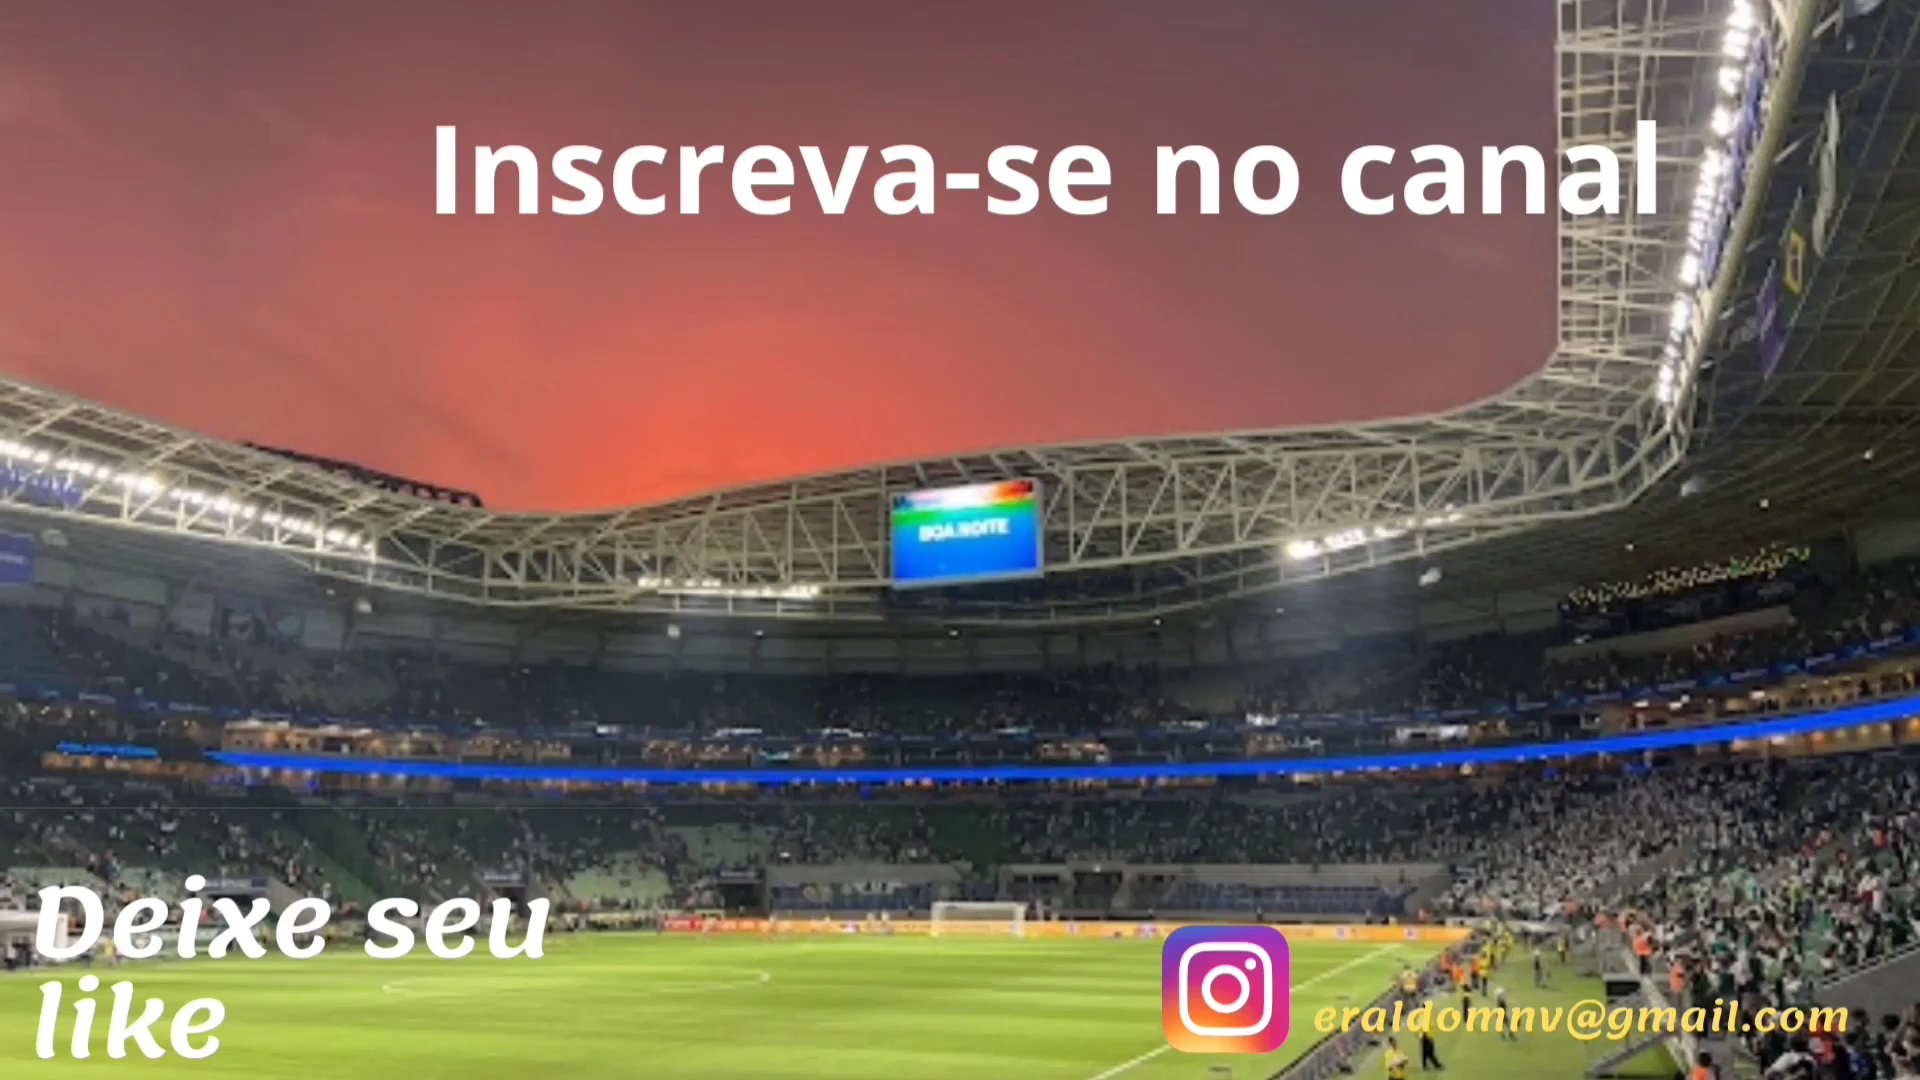 Inscreva-se no canal
BOA NOITE
Deixe seu
like
eraldomnv@gmail.com